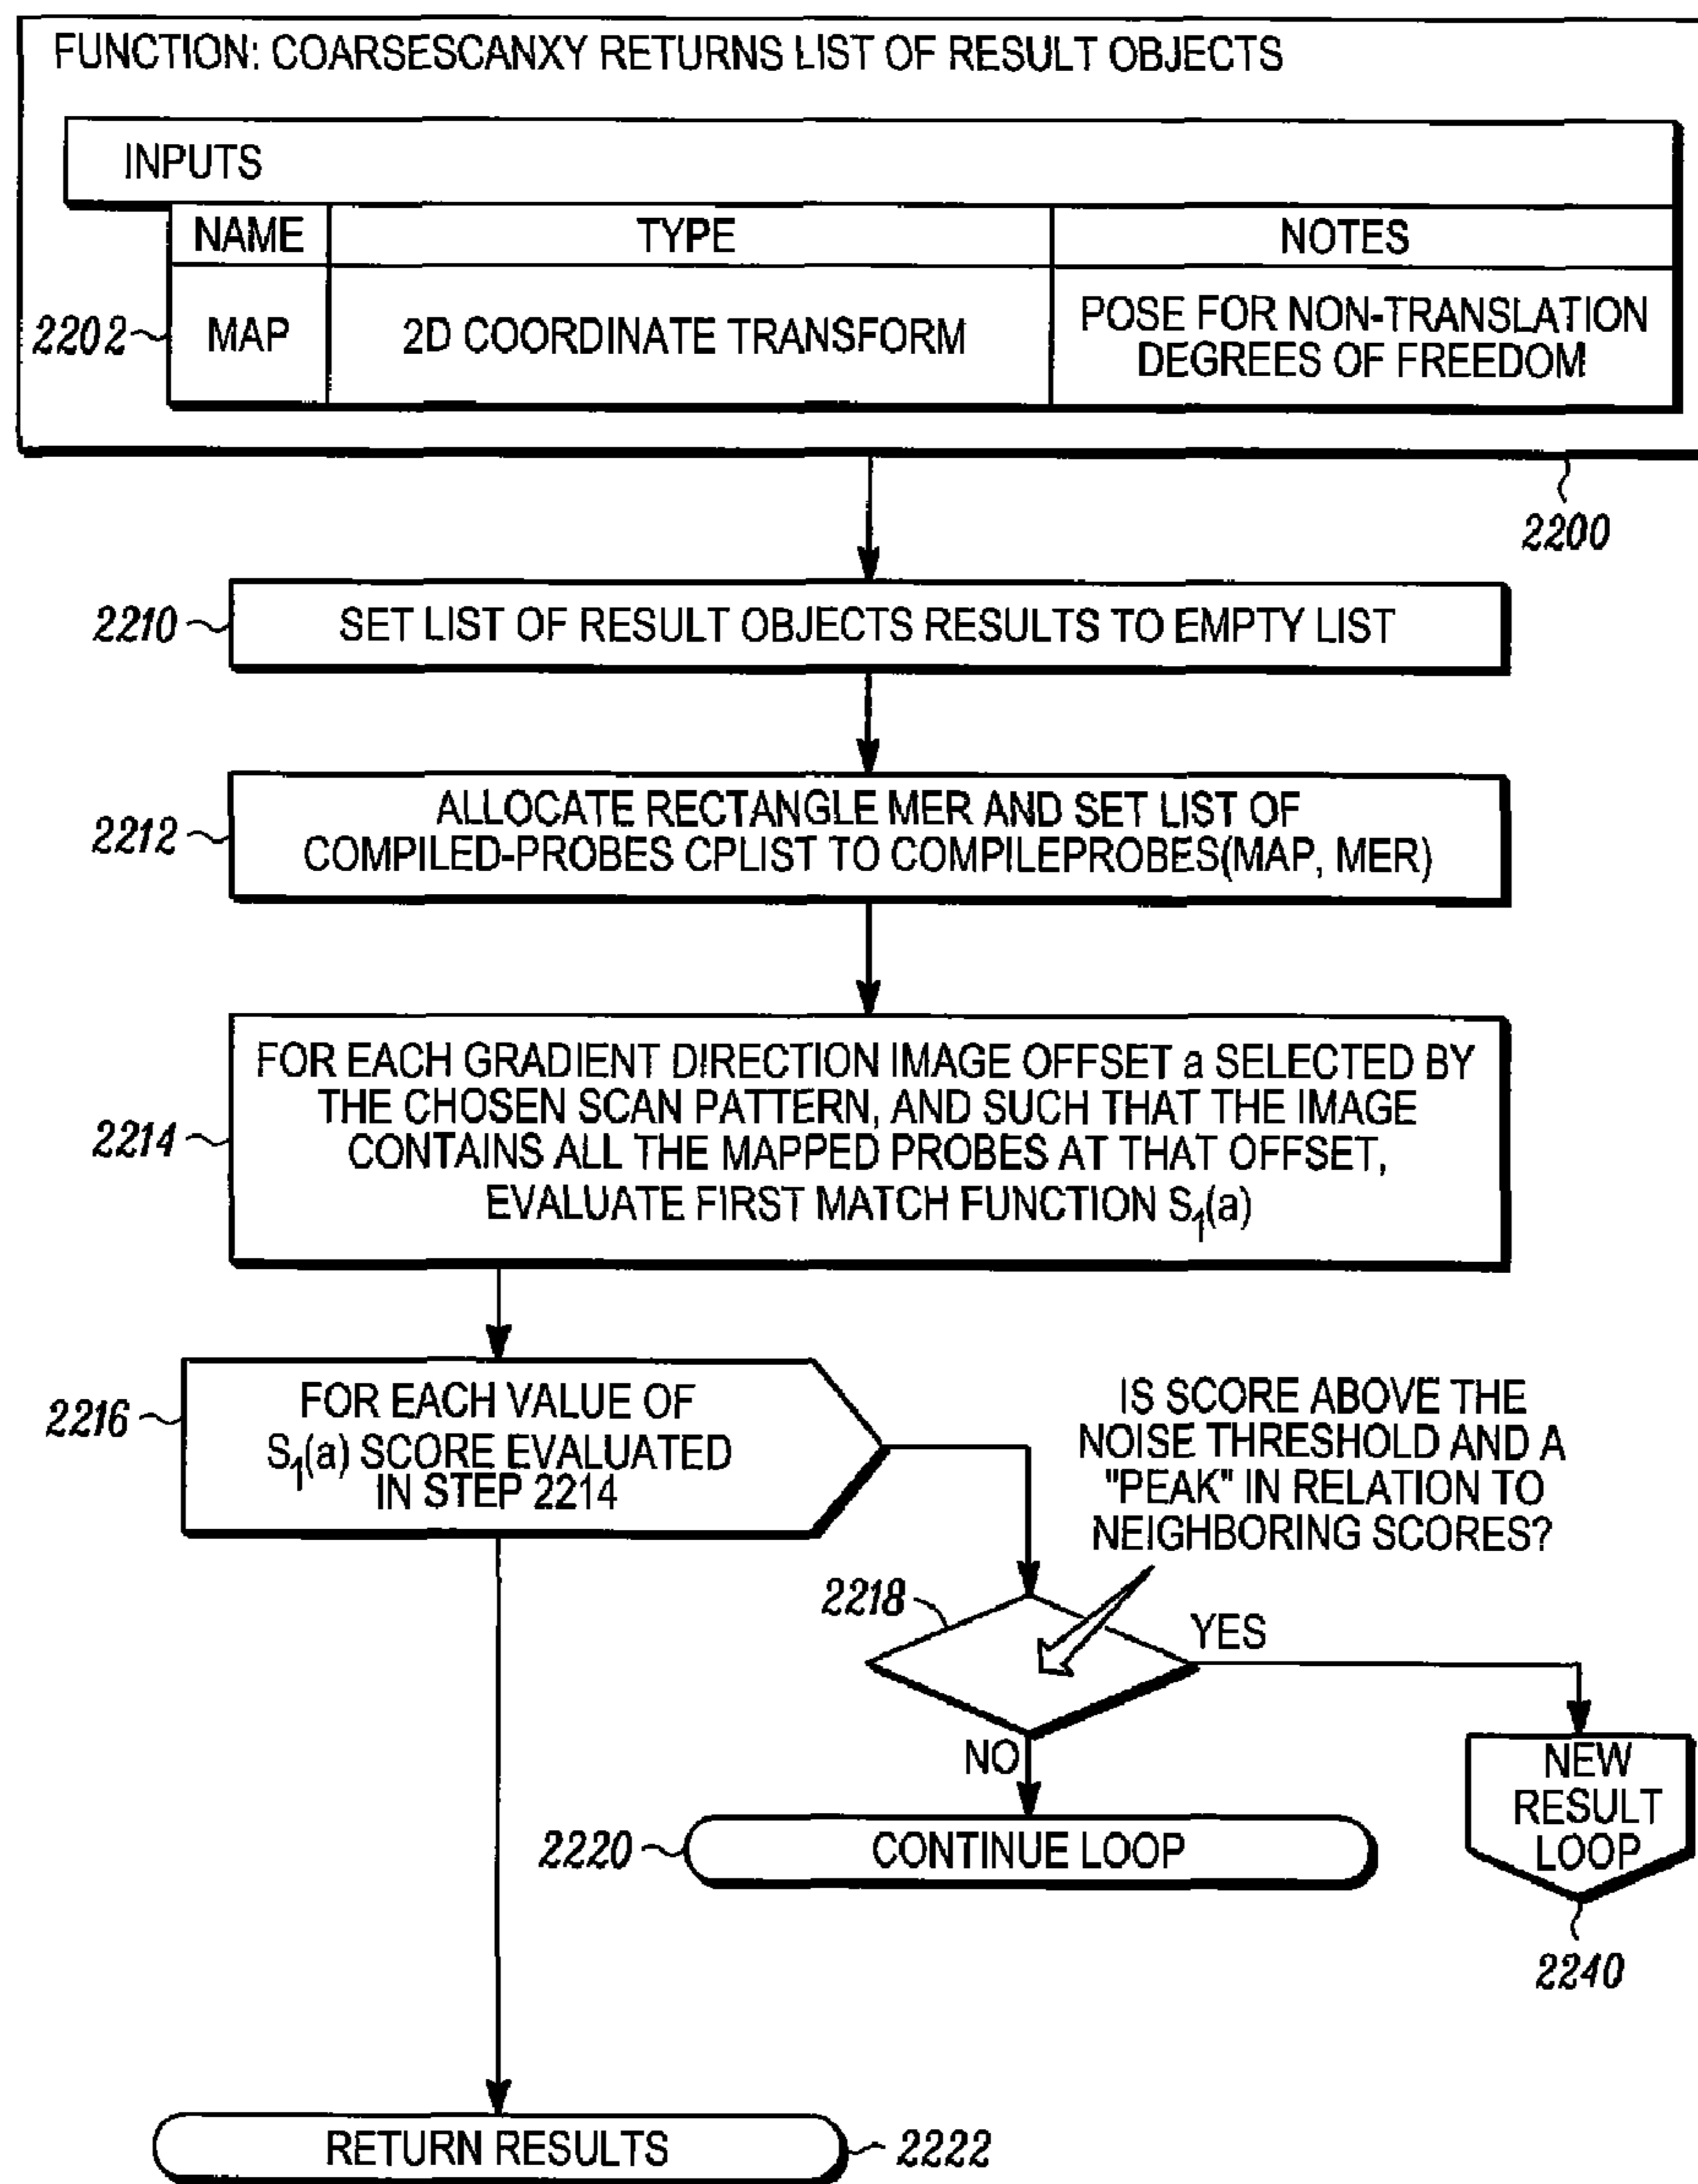 FUNCTION: COARSESCANXY RETURNS LIST OF RESULT OBJECTS
INPUTS
NAME TYPE NOTES
2202 MAP 2D COORDINATE TRANSFORM POSE FOR NON-TRANSLATION
DEGREES OF FREEDOM
2200
2210 SET LIST OF RESULT OBJECTS RESULTS TO EMPTY LIST
2212 ALLOCATE RECTANGLE MER AND SET LIST OF
COMPILED-PROBES CPLIST TO COMPILEPROBES(MAP, MER)
2214 FOR EACH GRADIENT DIRECTION IMAGE OFFSET a SELECTED BY
THE CHOSEN SCAN PATTERN, AND SUCH THAT THE IMAGE
CONTAINS ALL THE MAPPED PROBES AT THAT OFFSET,
EVALUATE FIRST MATCH FUNCTION S₁(a)
2216 FOR EACH VALUE OF
S₁(a) SCORE EVALUATED
IN STEP 2214
IS SCORE ABOVE THE
NOISE THRESHOLD AND A
"PEAK" IN RELATION TO
NEIGHBORING SCORES?
2218
YES
NO
NEW
RESULT
LOOP
2240
2220 CONTINUE LOOP
RETURN RESULTS 2222